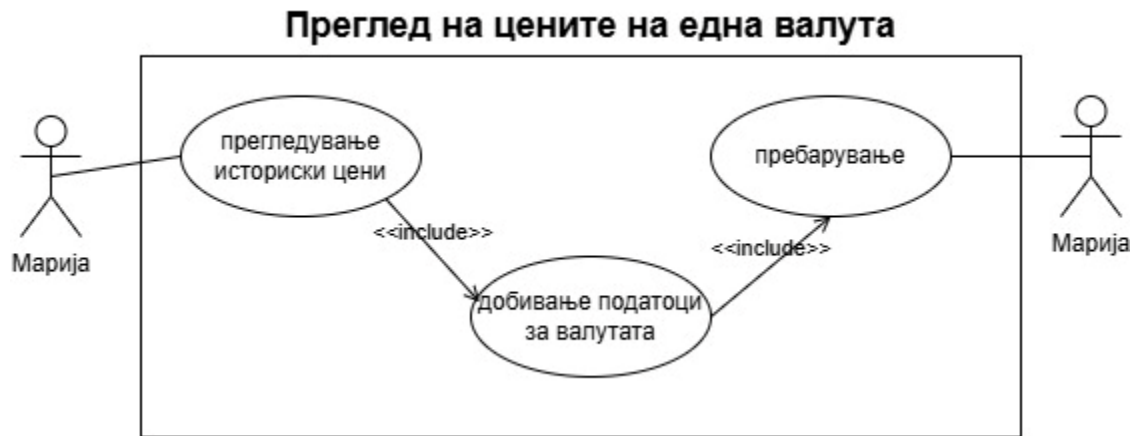 Преглед на цените на една валута
прегледување
историски цени
пребарување
<<include>>
<<include>>
Марија
Марија
добивање податоци
за валутата